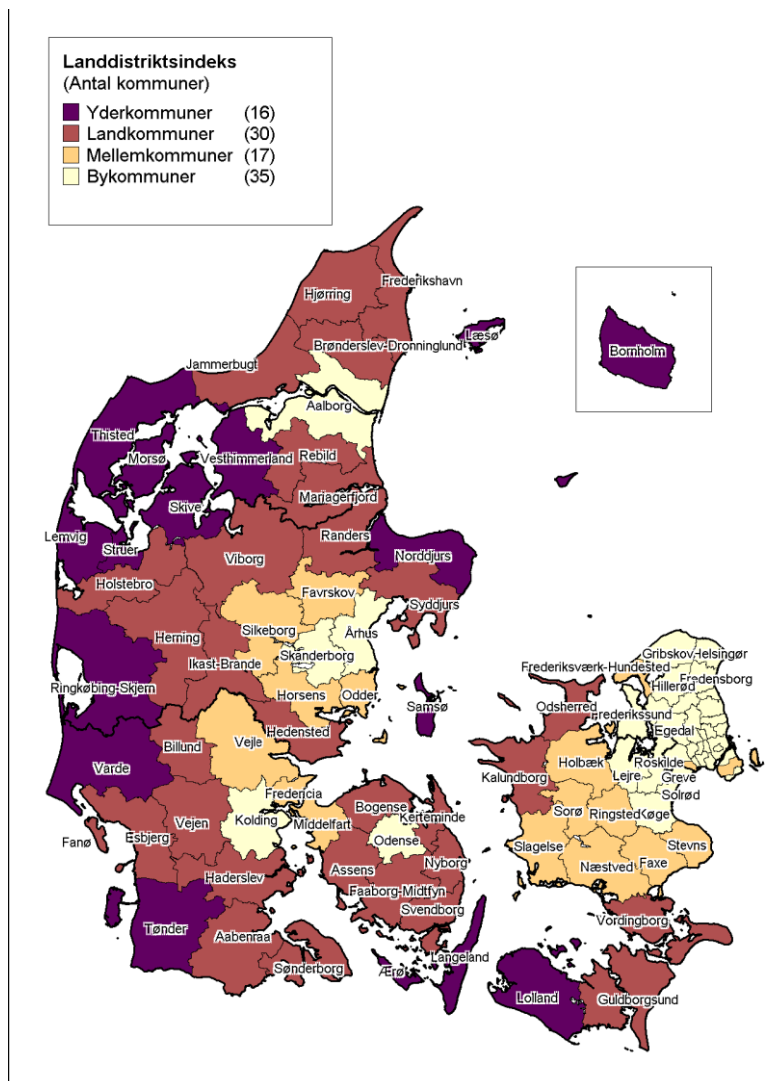 Landdistriktsindeks
(Antal kommuner)
Yderkommuner (16)
Landkommuner (30)
Mellemkommuner (17)
Bykommuner (35)
Frederikshavn
Hjørring
Læsø
Brønderslev-Dronninglund
Bornholm
Jammerbugt
Aalborg
Thisted
Morsø
Vesthimmerland
Rebild
Mariagerfjord
Skive
Lemvig
Struer
Randers
Norddjurs
Viborg
Holstebro
Favrskov
Syddjurs
Silkeborg
Århus
Herning
Skanderborg
Ikast-Brande
Gribskov
Helsingør
Frederiksværk-Hundested
Fredensborg
Hillerød
Ringkøbing-Skjern
Horsens
Odder
Samsø
Odsherred
Frederikssund
Hedensted
Egedal
Billund
Vejle
Varde
Holbæk
Roskilde
Kalundborg
Lejre
Greve
Solrød
Fredericia
Bogense
Kerteminde
Sorø
Ringsted
Køge
Fanø
Esbjerg
Vejen
Kolding
Middelfart
Odense
Slagelse
Stevns
Nyborg
Assens
Næstved
Faxe
Haderslev
Faaborg-Midtfyn
Svendborg
Vordingborg
Tønder
Aabenraa
Langeland
Sønderborg
Ærø
Lolland
Guldborgsund